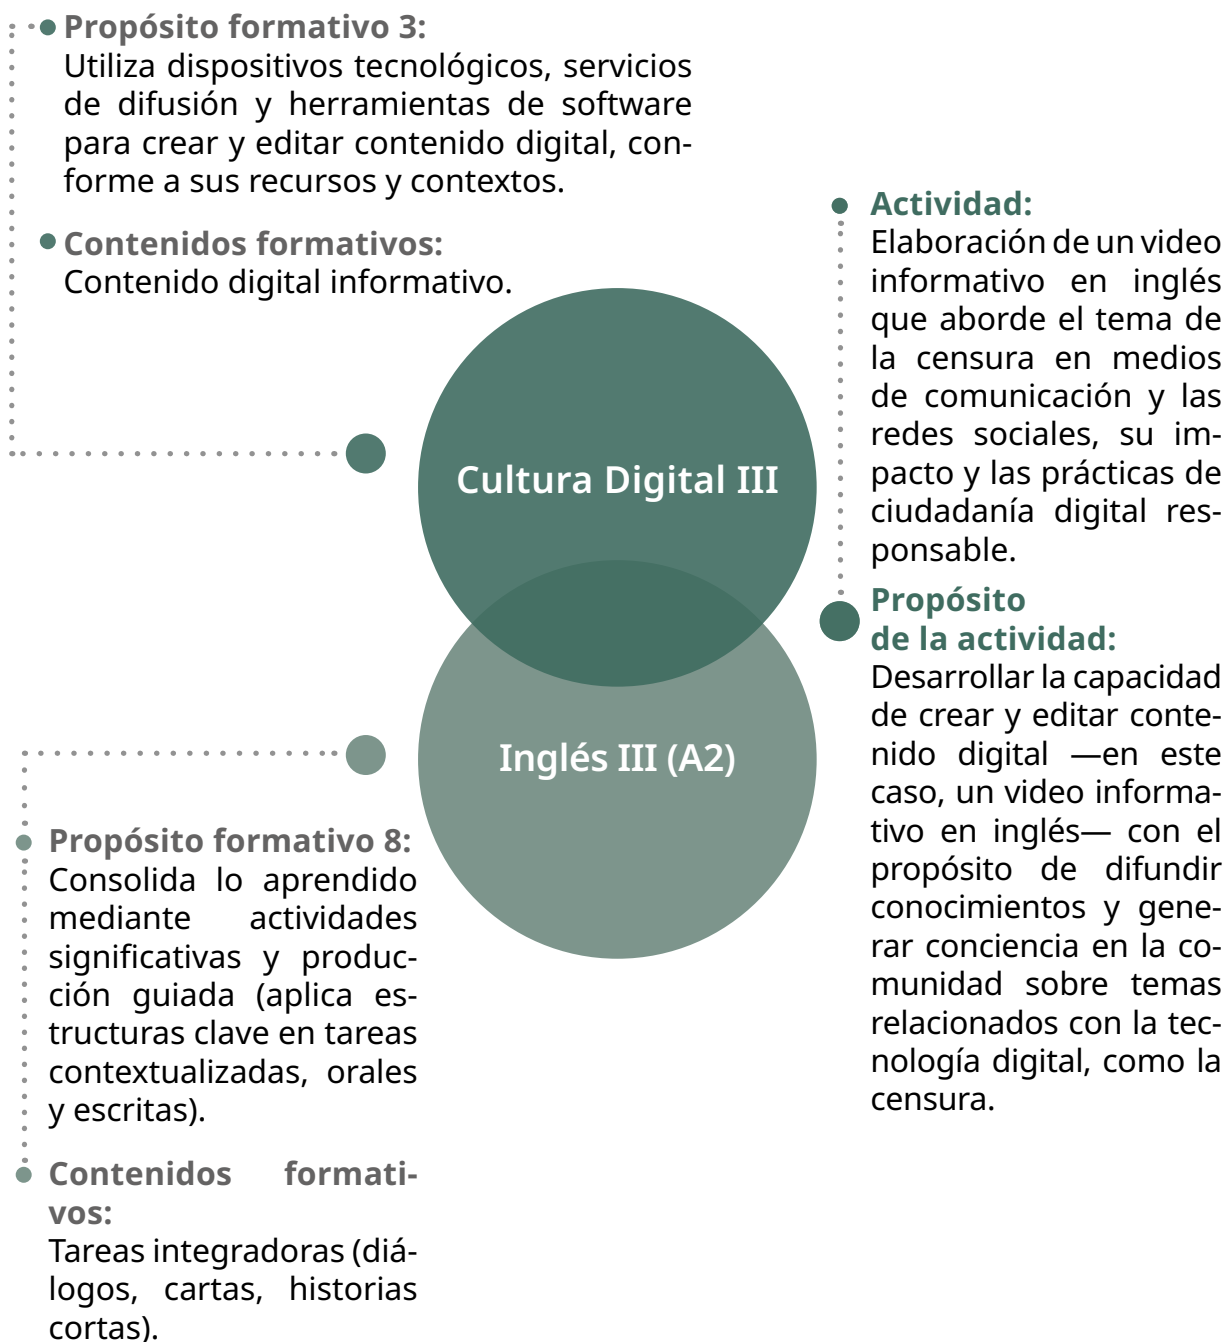 Propósito formativo 3:
Utiliza dispositivos tecnológicos, servicios
de difusión y herramientas de software
para crear y editar contenido digital, con-
forme a sus recursos y contextos.
Contenidos formativos:
Contenido digital informativo.
Cultura Digital III
Inglés III (A2)
Propósito formativo 8:
Consolida lo aprendido
mediante actividades
significativas y produc-
ción guiada (aplica es-
tructuras clave en tareas
contextualizadas, orales
y escritas).
Contenidos formati-
vos:
Tareas integradoras (diá-
logos, cartas, historias
cortas).
Actividad:
Elaboración de un video
informativo en inglés
que aborde el tema de
la censura en medios
de comunicación y las
redes sociales, su im-
pacto y las prácticas de
ciudadanía digital res-
ponsable.
Propósito
de la actividad:
Desarrollar la capacidad
de crear y editar conte-
nido digital —en este
caso, un video informa-
tivo en inglés— con el
propósito de difundir
conocimientos y gene-
rar conciencia en la co-
munidad sobre temas
relacionados con la tec-
nología digital, como la
censura.